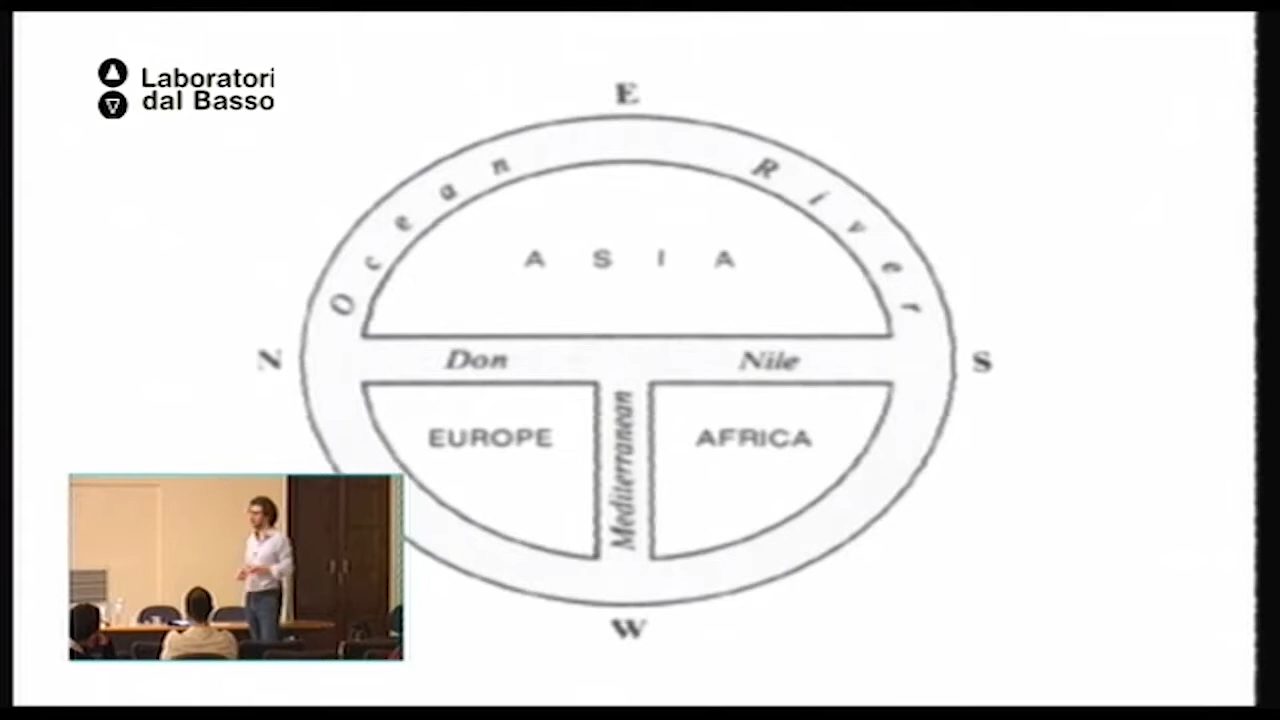 Laboratori
dal Basso
E
Ocean River
ASIA
N
Don
Nile
S
EUROPE
Mediterranean
AFRICA
W